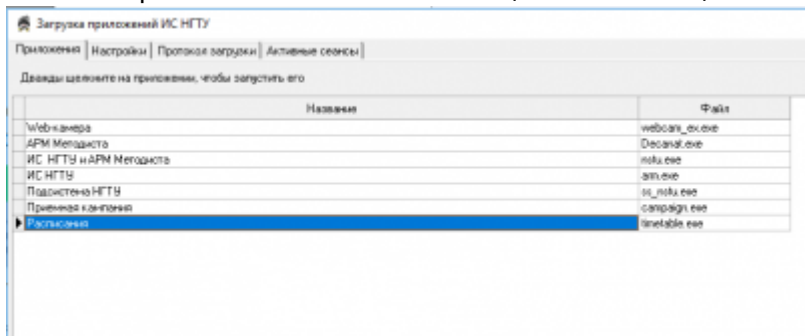 Загрузка приложений ИС НГТУ
Приложения Настройки Протокол загрузки Активные сеансы
Дважды щелкните на приложении, чтобы запустить его
Название Файл
Web-камера webcam_ex.exe
АРМ Методиста Decanat.exe
ИС НГТУ и АРМ Методиста nstu.exe
ИС НГТУ arm.exe
Подсистема НГТУ os_nstu.exe
Приемная кампания campaign.exe
Расписания timetable.exe